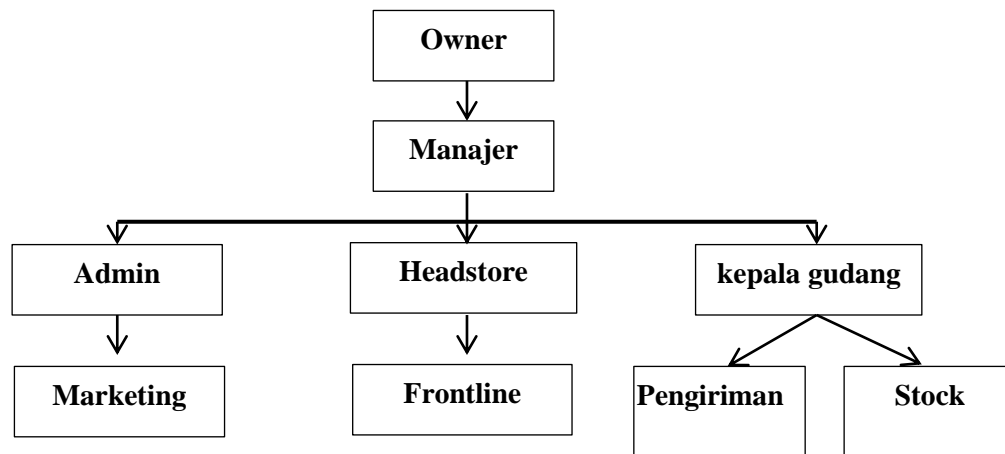 Owner
Manajer
Admin
Headstore
kepala gudang
Marketing
Frontline
Pengiriman
Stock